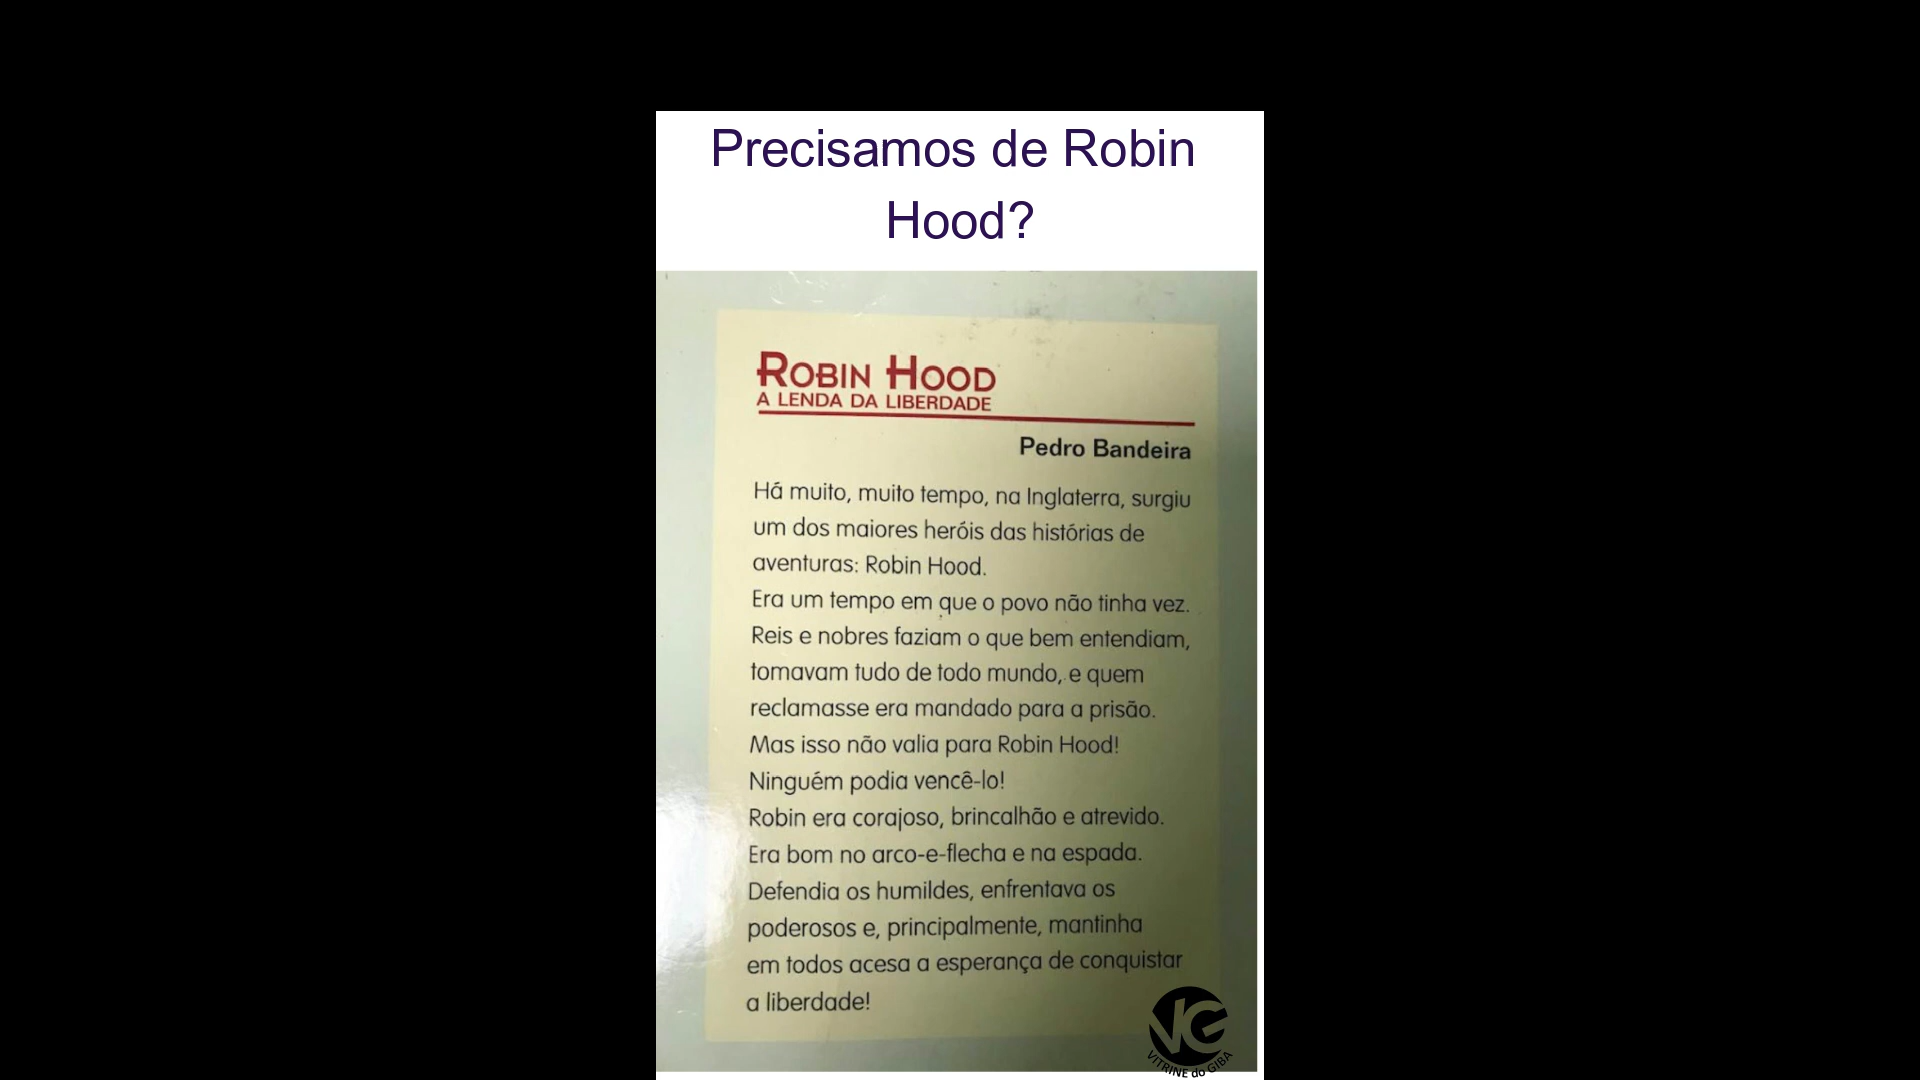 Precisamos de Robin
Hood?
ROBIN HOOD
A LENDA DA LIBERDADE
Pedro Bandeira
Há muito, muito tempo, na Inglaterra, surgiu
um dos maiores heróis das histórias de
aventuras: Robin Hood.
Era um tempo em que o povo não tinha vez.
Reis e nobres faziam o que bem entendiam,
tomavam tudo de todo mundo, e quem
reclamasse era mandado para a prisão.
Mas isso não valia para Robin Hood!
Ninguém podia vencê-lo!
Robin era corajoso, brincalhão e atrevido.
Era bom no arco-e-flecha e na espada.
Defendia os humildes, enfrentava os
poderosos e, principalmente, mantinha
em todos acesa a esperança de conquistar
a liberdade!
VG
VITRINE do GIBA